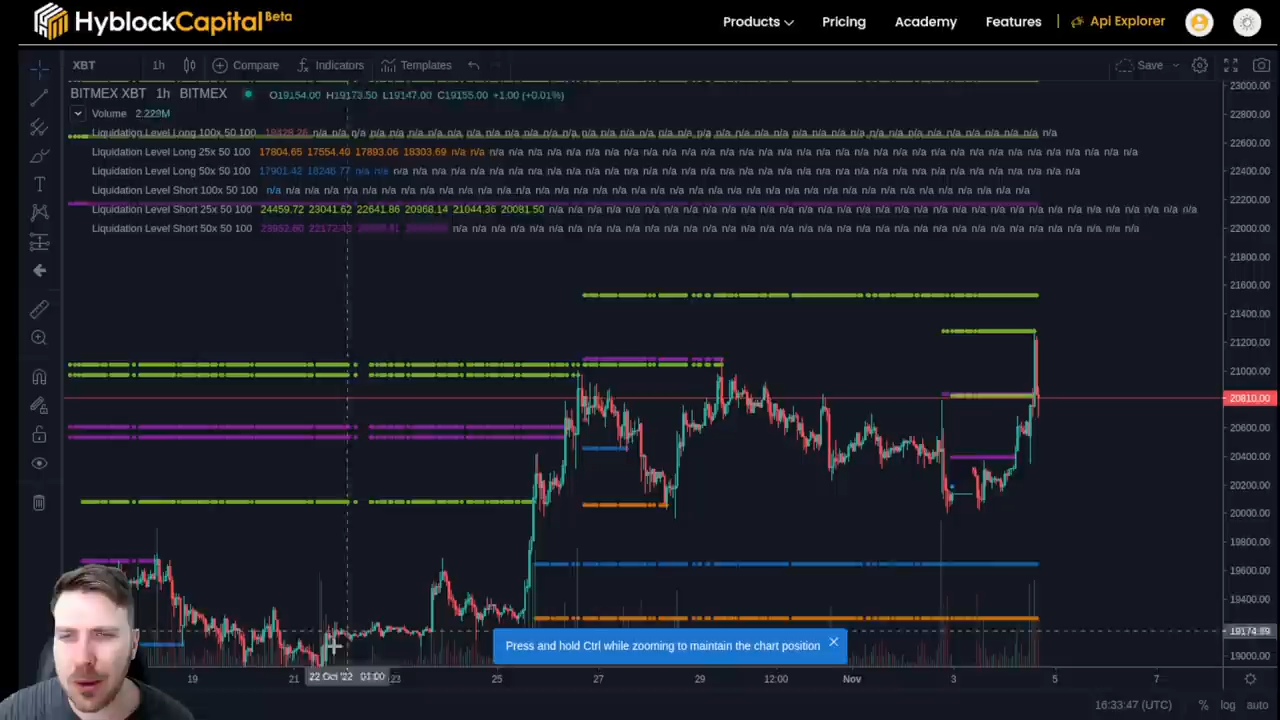 HyblockCapital Beta
Products Pricing Academy Features Api Explorer
XBT 1h Compare Indicators Templates Save
BITMEX XBT 1h BITMEX O19154.00 H19173.50 L19147.00 C19155.00 +1.00 (+0.01%)
Volume 2.229M
Liquidation Level Long 100x 50 100 18428.26 n/a n/a n/a n/a n/a n/a n/a n/a n/a n/a n/a n/a n/a n/a n/a n/a n/a n/a n/a n/a n/a n/a n/a n/a n/a n/a n/a n/a n/a n/a n/a n/a n/a n/a n/a n/a n/a n/a
Liquidation Level Long 25x 50 100 17804.65 17554.40 17893.06 18303.69 n/a n/a n/a n/a n/a n/a n/a n/a n/a n/a n/a n/a n/a n/a n/a n/a n/a n/a n/a n/a n/a n/a n/a n/a n/a n/a n/a n/a n/a n/a n/a n/a n/a n/a
Liquidation Level Long 50x 50 100 17901.42 18246.77 n/a n/a n/a n/a n/a n/a n/a n/a n/a n/a n/a n/a n/a n/a n/a n/a n/a n/a n/a n/a n/a n/a n/a n/a n/a n/a n/a n/a n/a n/a n/a n/a n/a n/a n/a n/a
Liquidation Level Short 100x 50 100 n/a n/a n/a n/a n/a n/a n/a n/a n/a n/a n/a n/a n/a n/a n/a n/a n/a n/a n/a n/a n/a n/a n/a n/a n/a n/a n/a n/a n/a n/a n/a n/a n/a n/a n/a n/a n/a n/a n/a
Liquidation Level Short 25x 50 100 24459.72 23041.62 22641.86 20968.14 21044.36 20081.50 n/a n/a n/a n/a n/a n/a n/a n/a n/a n/a n/a n/a n/a n/a n/a n/a n/a n/a n/a n/a n/a n/a n/a n/a n/a n/a n/a n/a n/a n/a n/a n/a n/a
Liquidation Level Short 50x 50 100 n/a n/a n/a n/a n/a n/a n/a n/a n/a n/a n/a n/a n/a n/a n/a n/a n/a n/a n/a n/a n/a n/a n/a n/a n/a n/a n/a n/a n/a n/a n/a n/a n/a n/a n/a
23000.00
22800.00
22600.00
22400.00
22200.00
22000.00
21800.00
21600.00
21400.00
21200.00
21000.00
20810.00
20600.00
20400.00
20200.00
20000.00
19800.00
19600.00
19400.00
19174.89
19000.00
Press and hold Ctrl while zooming to maintain the chart position
19 21 22 Oct '22 01:00 23 25 27 29 12:00 Nov 3 5 7
16:33:47 (UTC) % log auto